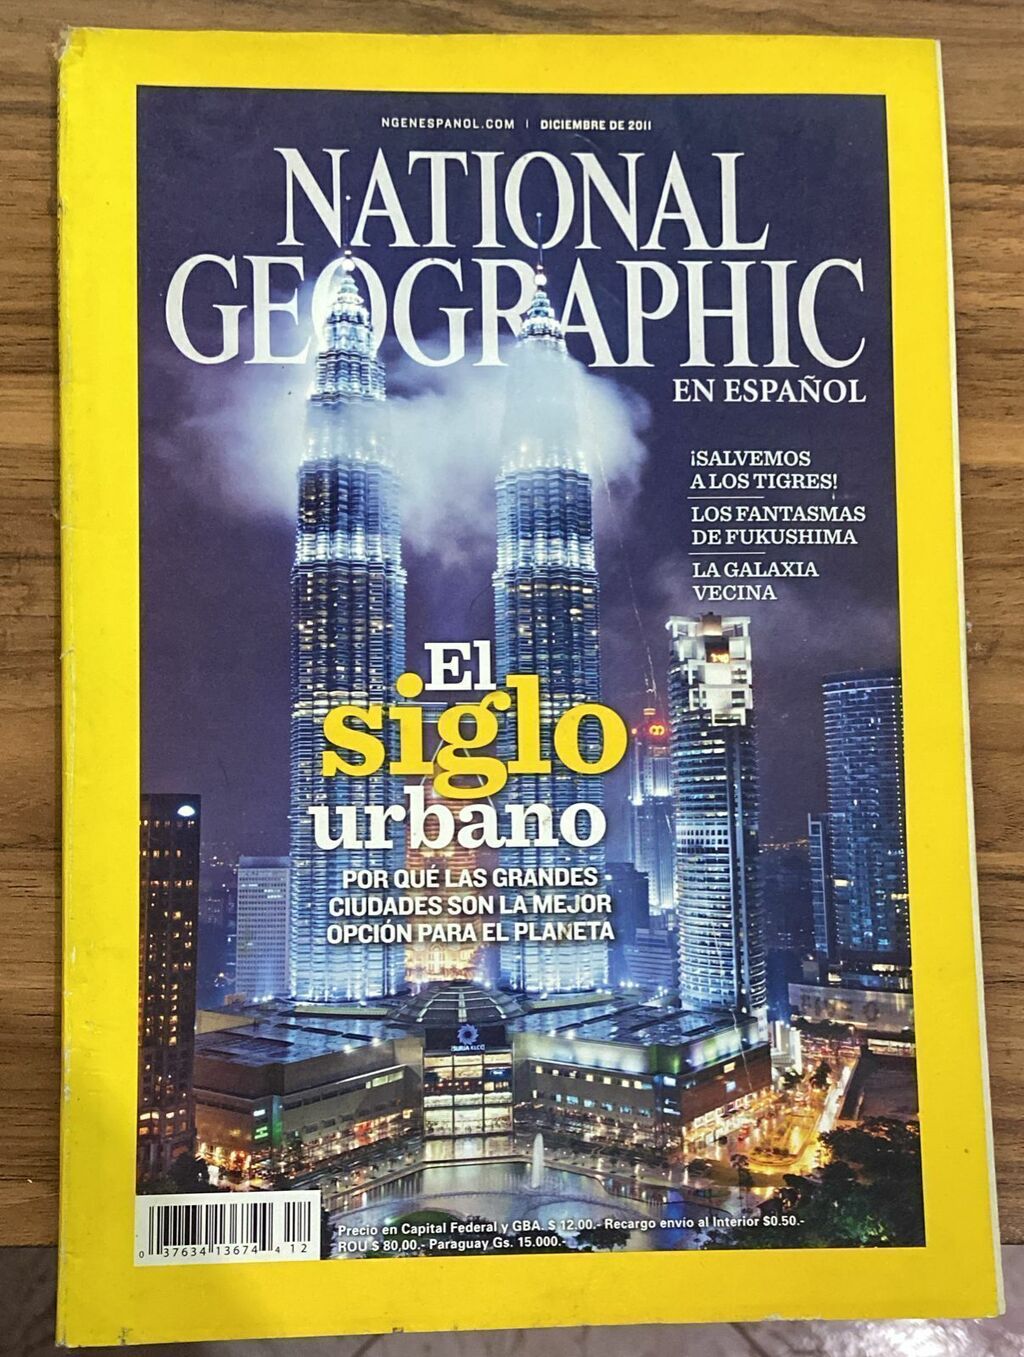 NGENESPANOL.COM | DICIEMBRE DE 2011
NATIONAL
GEOGRAPHIC
EN ESPAÑOL
¡SALVEMOS
A LOS TIGRES!
LOS FANTASMAS
DE FUKUSHIMA
LA GALAXIA
VECINA
El
siglo
urbano
POR QUÉ LAS GRANDES
CIUDADES SON LA MEJOR
OPCIÓN PARA EL PLANETA
SURIA KLCC
Precio en Capital Federal y GBA. $ 12.00.- Recargo envio al Interior $0.50.-
ROU $ 80,00.- Paraguay Gs. 15.000.-
0 37634 13674 4 12